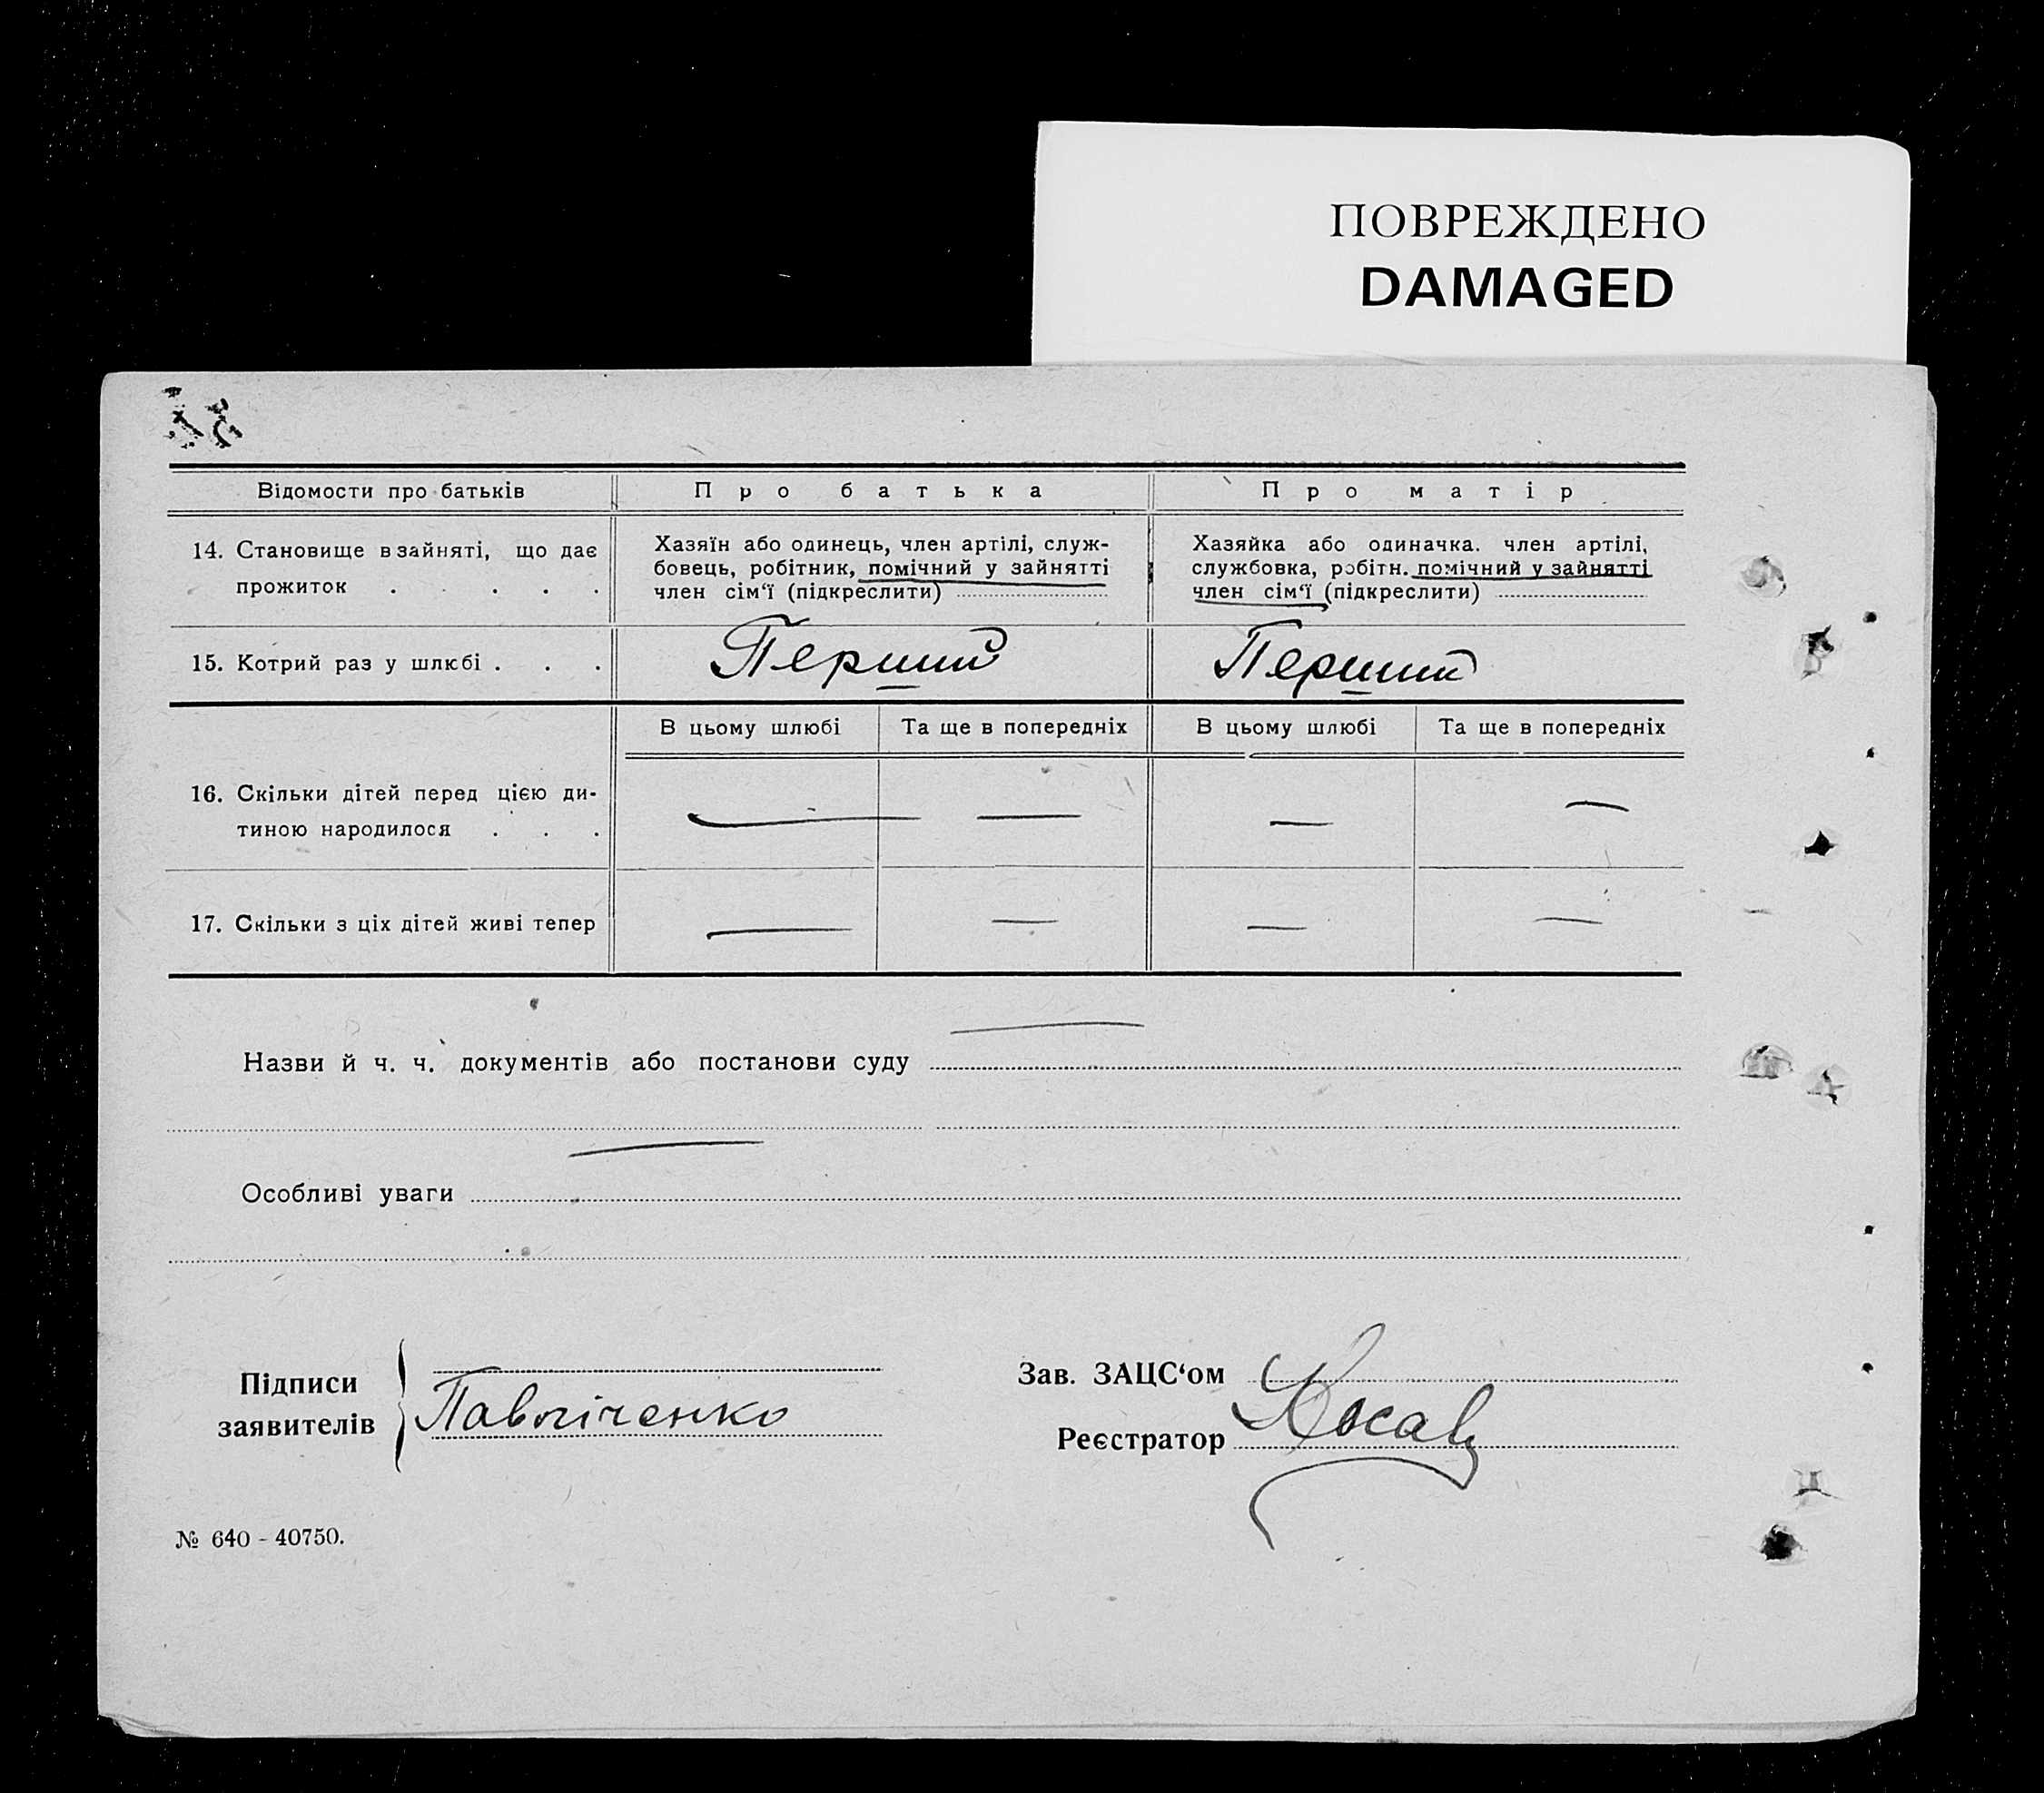 ПОВРЕЖДЕНО
DAMAGED
Відомости про батьків
Про батька
Про матір
14. Становище в зайняті, що дає
прожиток . . . . .
Хазяїн або одинець, член артілі, служ-
бовець, робітник, помічний у зайнятті
член сім'ї (підкреслити)
Хазяйка або одиначка. член артілі,
службовка, робітн. помічний у зайнятті
член сім'ї (підкреслити)
15. Котрий раз у шлюбі . . .
Перший
Перший
В цьому шлюбі
Та ще в попередніх
В цьому шлюбі
Та ще в попередніх
16. Скільки дітей перед цією ди-
тиною народилося . . .
— — — —
17. Скільки з ціх дітей живі тепер
— — — —
Назви й ч. ч. документів або постанови суду —
Особливі уваги —
Підписи
заявителів
Павліченко
Зав. ЗАЦС'ом
Реєстратор
№ 640 - 40750.